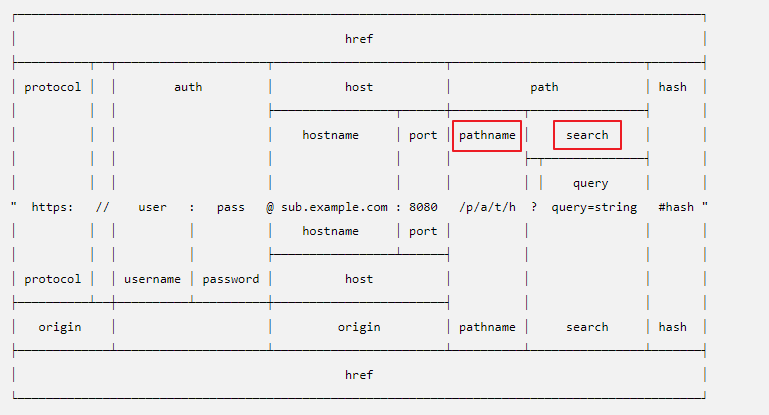 href
protocol auth host path hash
hostname port pathname search
query
" https: // user : pass @ sub.example.com : 8080 /p/a/t/h ? query=string #hash "
hostname port
protocol username password host
origin origin pathname search hash
href